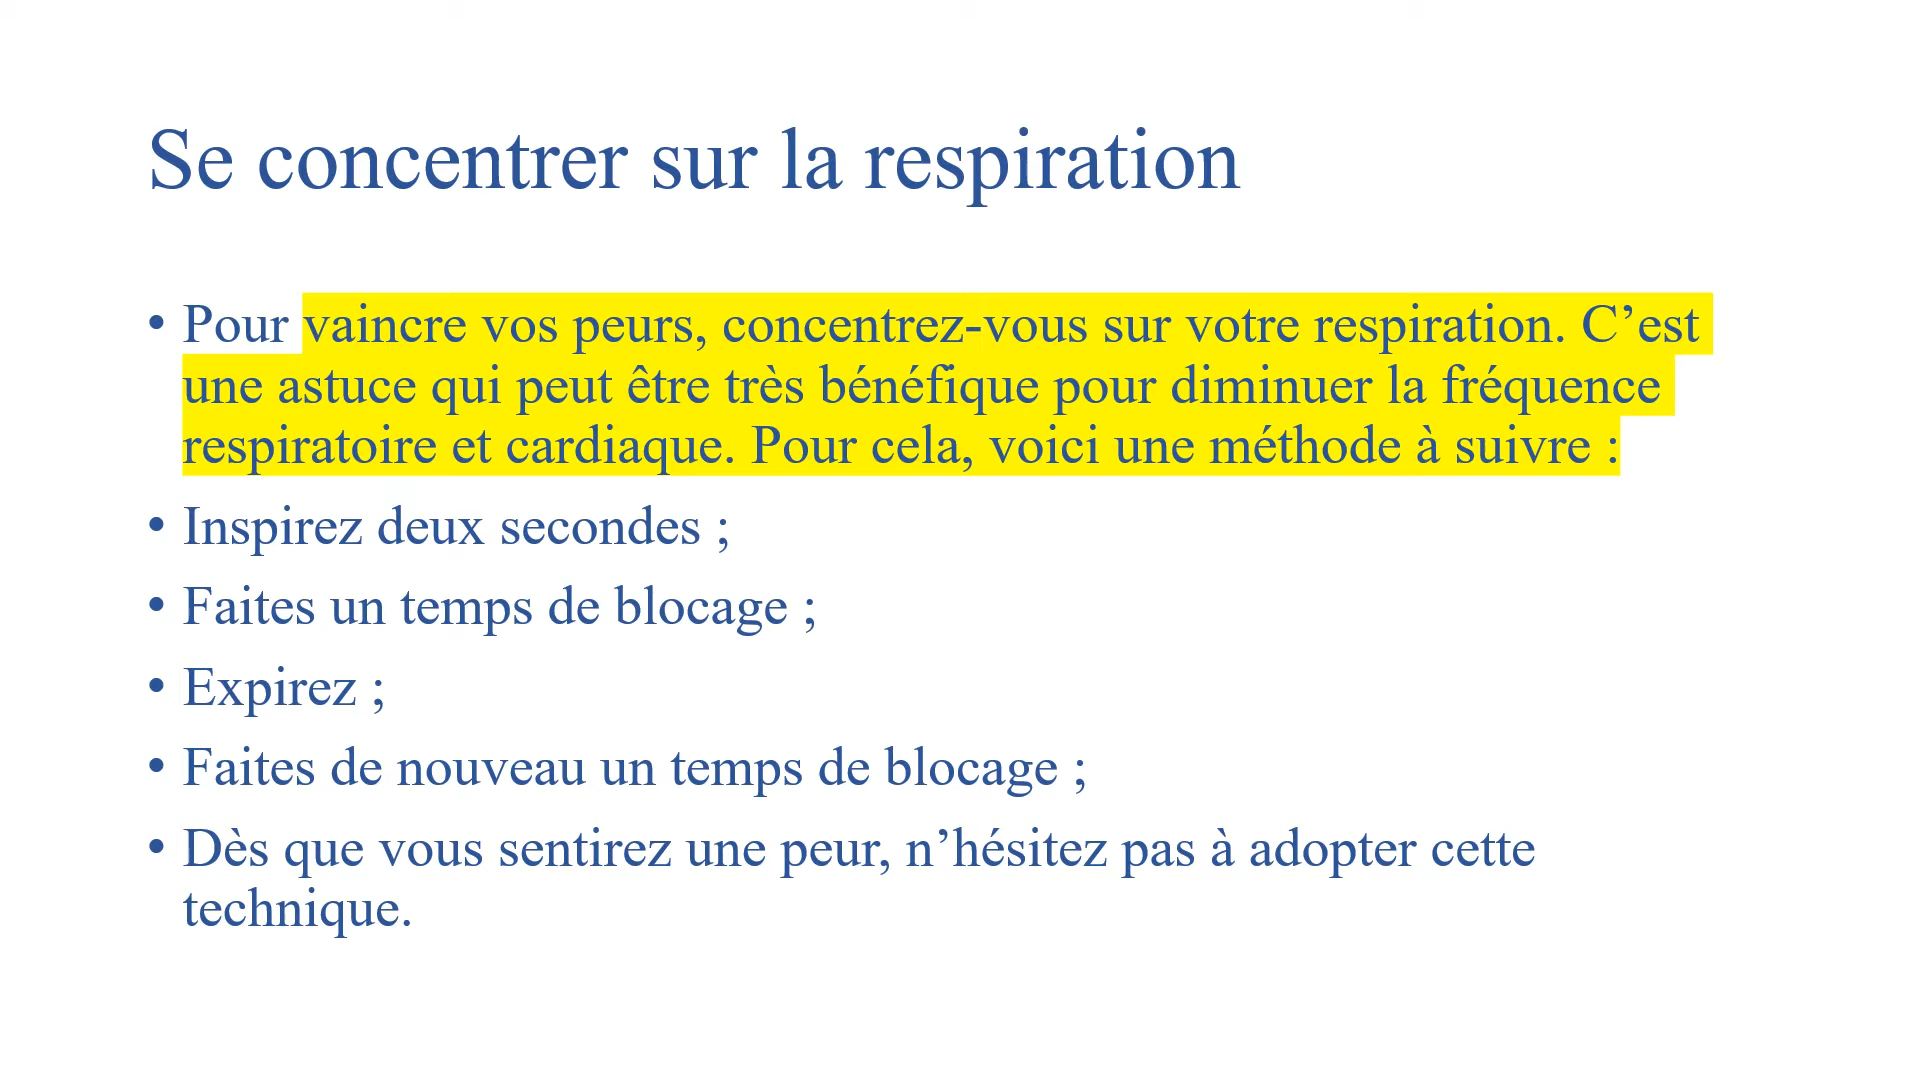 Se concentrer sur la respiration
• Pour vaincre vos peurs, concentrez-vous sur votre respiration. C’est
une astuce qui peut être très bénéfique pour diminuer la fréquence
respiratoire et cardiaque. Pour cela, voici une méthode à suivre :
• Inspirez deux secondes ;
• Faites un temps de blocage ;
• Expirez ;
• Faites de nouveau un temps de blocage ;
• Dès que vous sentirez une peur, n’hésitez pas à adopter cette
technique.